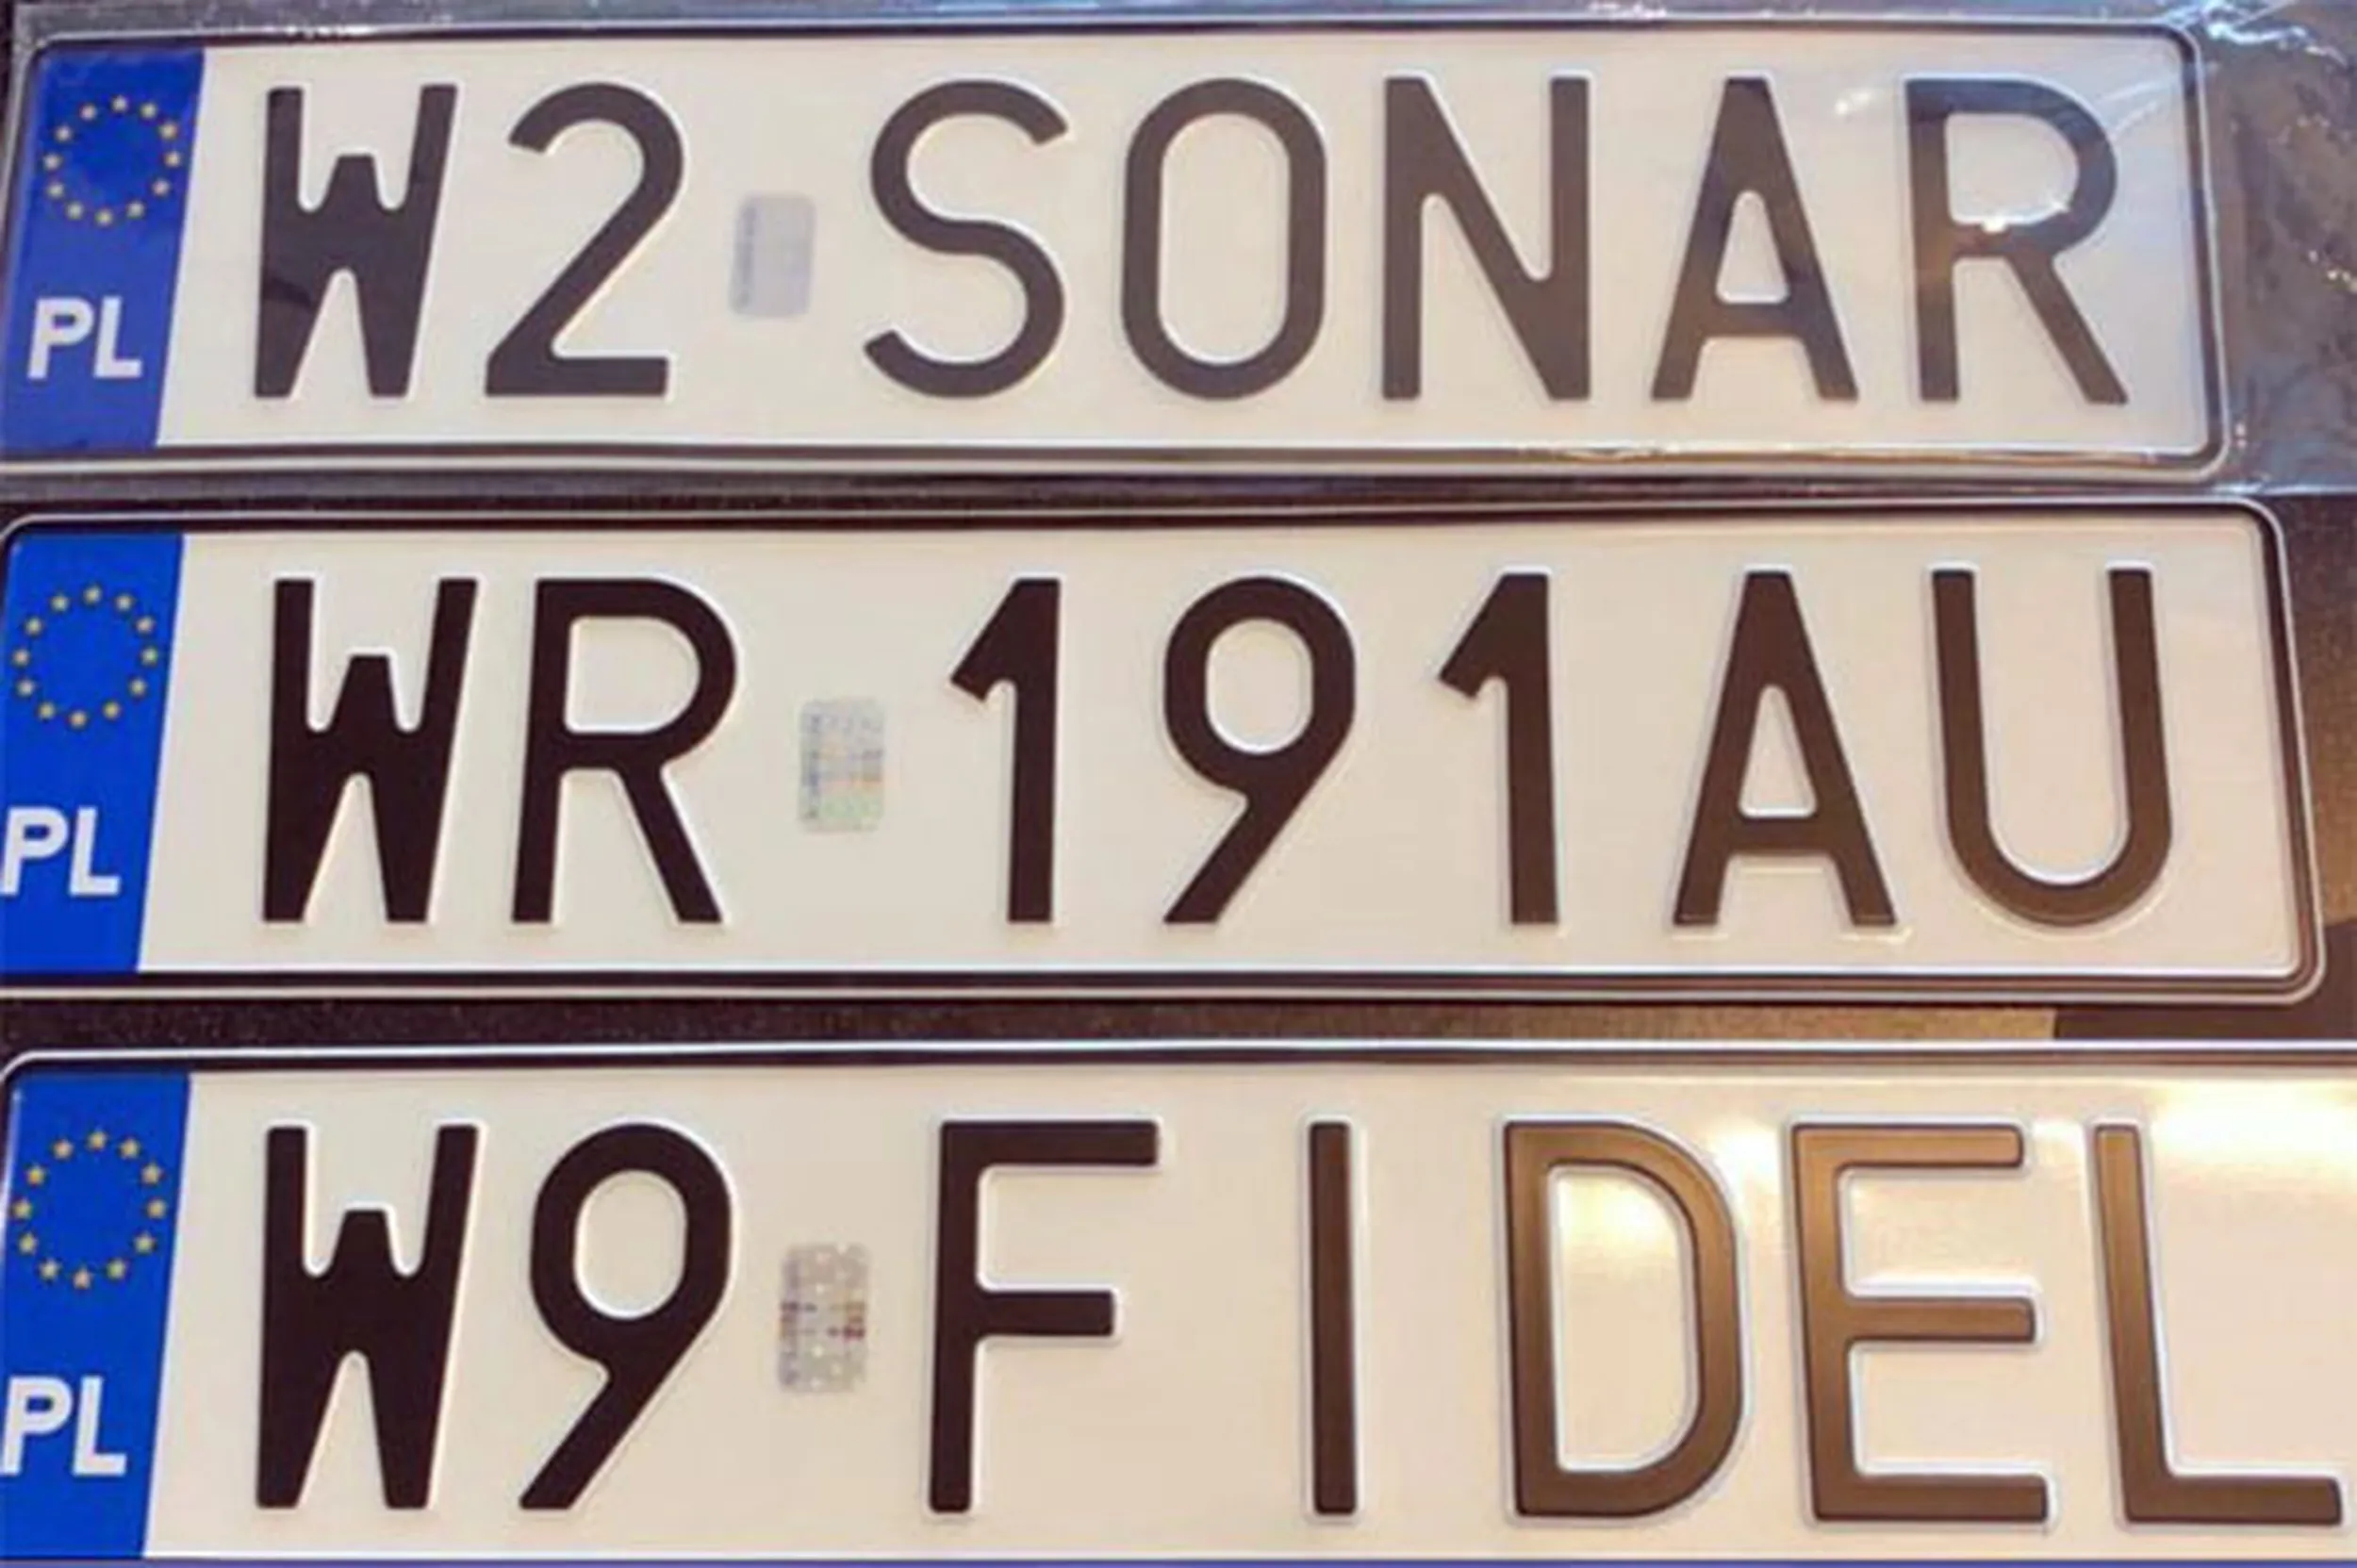 PL W2 SONAR
PL WR 191AU
PL W9 FIDEL